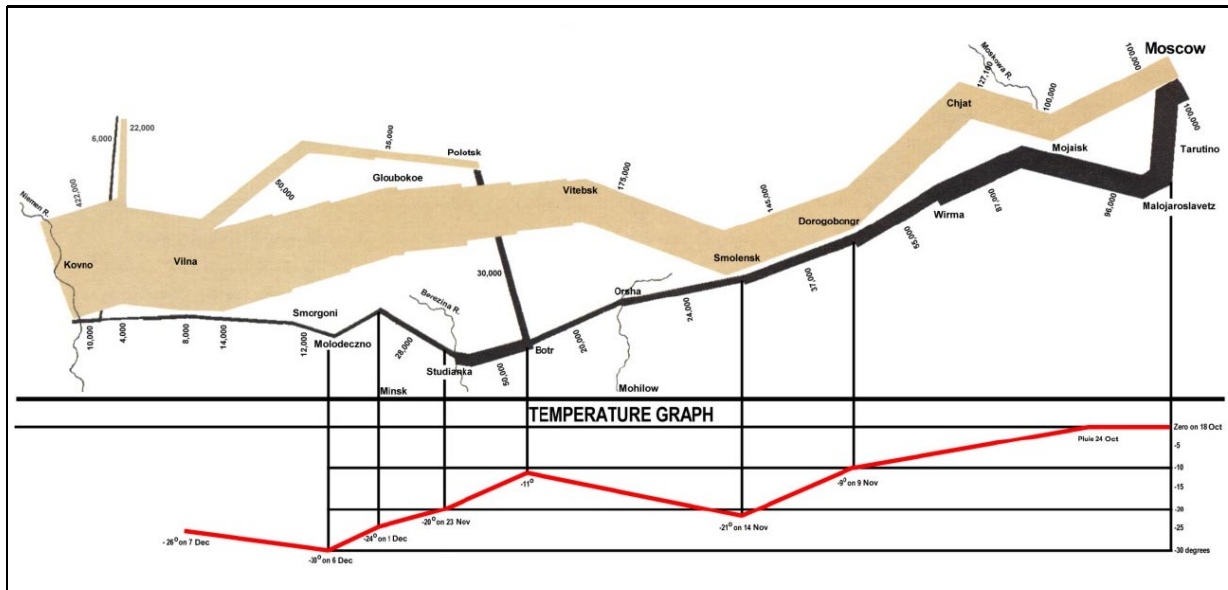 Moscow
100,000
Moskowa R.
127,100
100,000
Chjat
100,000
Mojaisk
Tarutino
6,000
22,000
35,000
Polotsk
Gloubokoe
50,000
175,000
Vitebsk
145,000
Dorogobongr
Wirma
87,000
96,000
Malojaroslavetz
422,000
Niemen R.
Kovno
Vilna
55,000
Smolensk
37,000
30,000
Orsha
24,000
Berezina R.
Smorgoni
10,000
4,000
8,000
14,000
12,000
Molodeczno
28,000
Studianka
50,000
Botr
20,000
Minsk
Mohilow
TEMPERATURE GRAPH
Zero on 18 Oct
Pluie 24 Oct
-5
-10
-15
-20
-25
-30 degrees
-9° on 9 Nov
-21° on 14 Nov
-11°
-20° on 23 Nov
-24° on 1 Dec
-30° on 6 Dec
-26° on 7 Dec